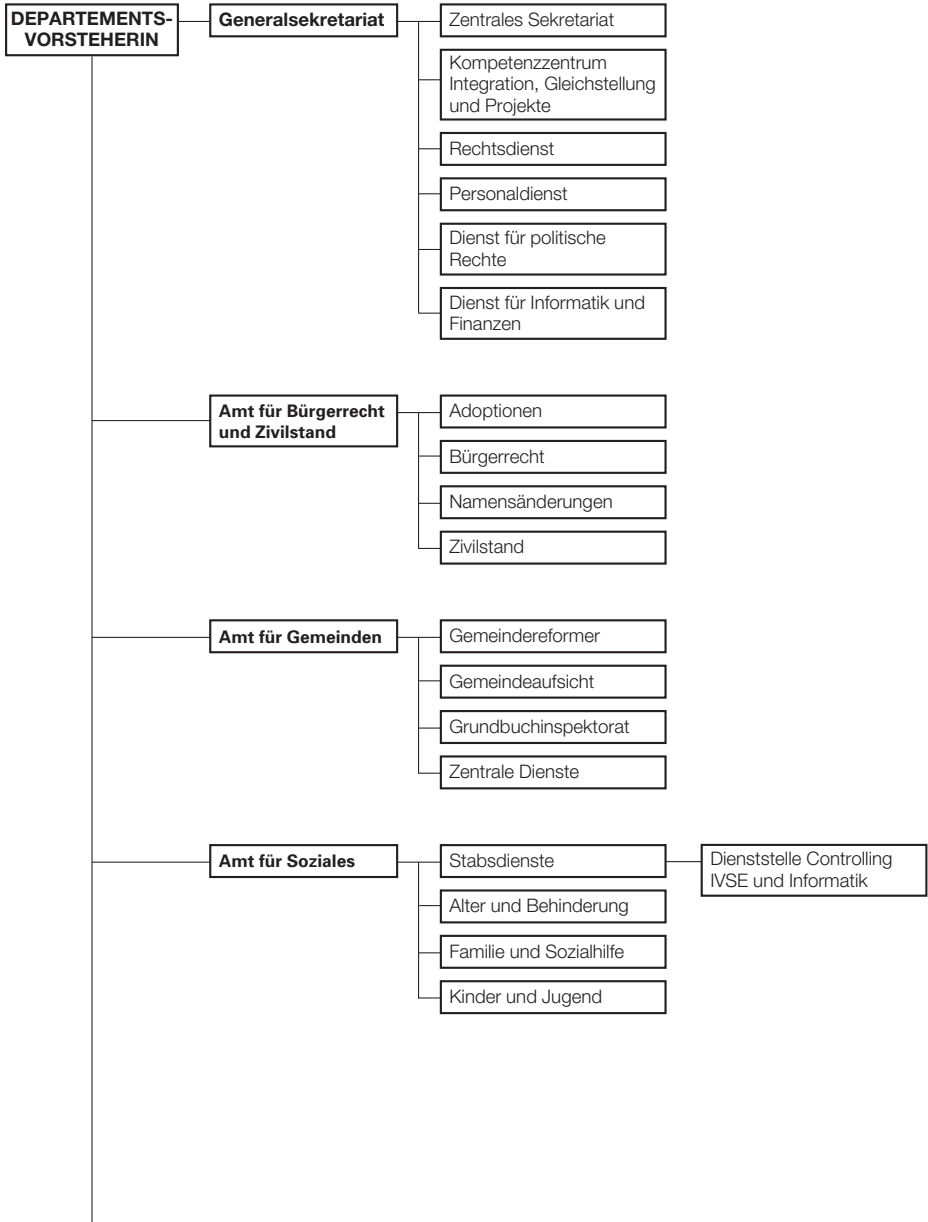 DEPARTEMENTS-
VORSTEHERIN
Generalsekretariat
Zentrales Sekretariat
Kompetenzzentrum
Integration, Gleichstellung
und Projekte
Rechtsdienst
Personaldienst
Dienst für politische
Rechte
Dienst für Informatik und
Finanzen
Amt für Bürgerrecht
und Zivilstand
Adoptionen
Bürgerrecht
Namensänderungen
Zivilstand
Amt für Gemeinden
Gemeindereformer
Gemeindeaufsicht
Grundbuchinspektorat
Zentrale Dienste
Amt für Soziales
Stabsdienste
Dienststelle Controlling
IVSE und Informatik
Alter und Behinderung
Familie und Sozialhilfe
Kinder und Jugend